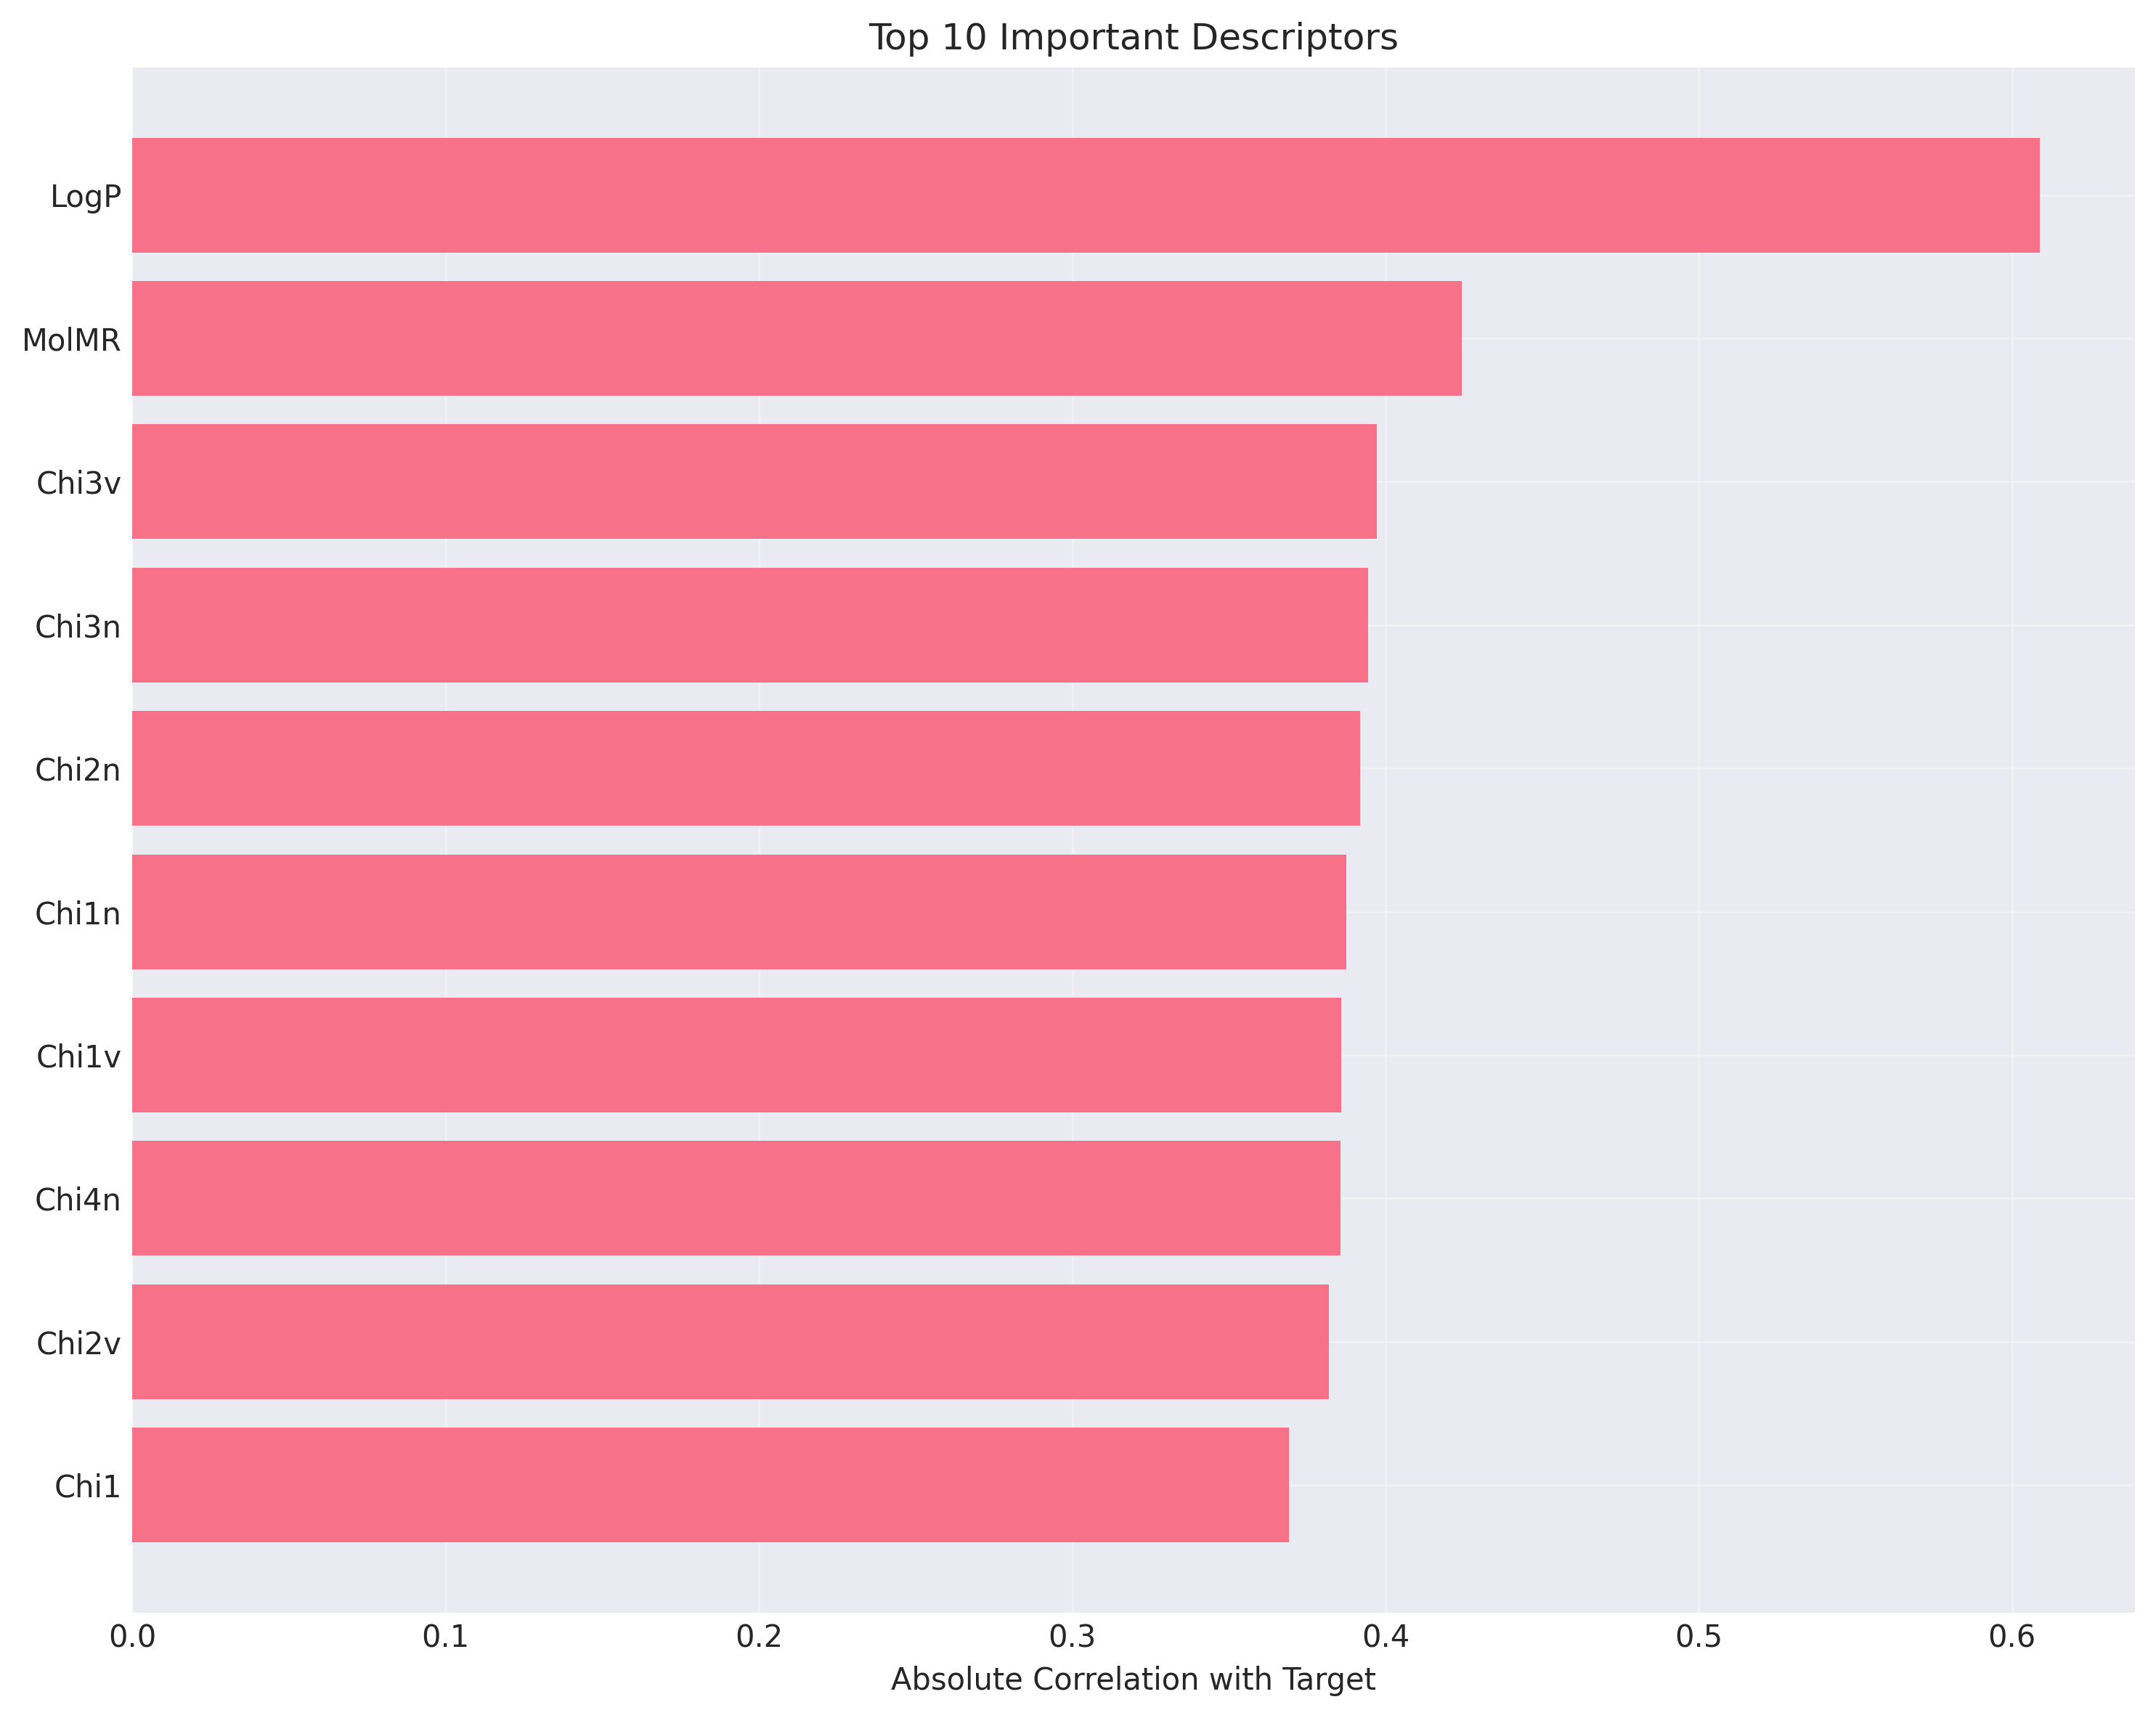 Top 10 Important Descriptors
LogP
MolMR
Chi3v
Chi3n
Chi2n
Chi1n
Chi1v
Chi4n
Chi2v
Chi1
0.0 0.1 0.2 0.3 0.4 0.5 0.6
Absolute Correlation with Target